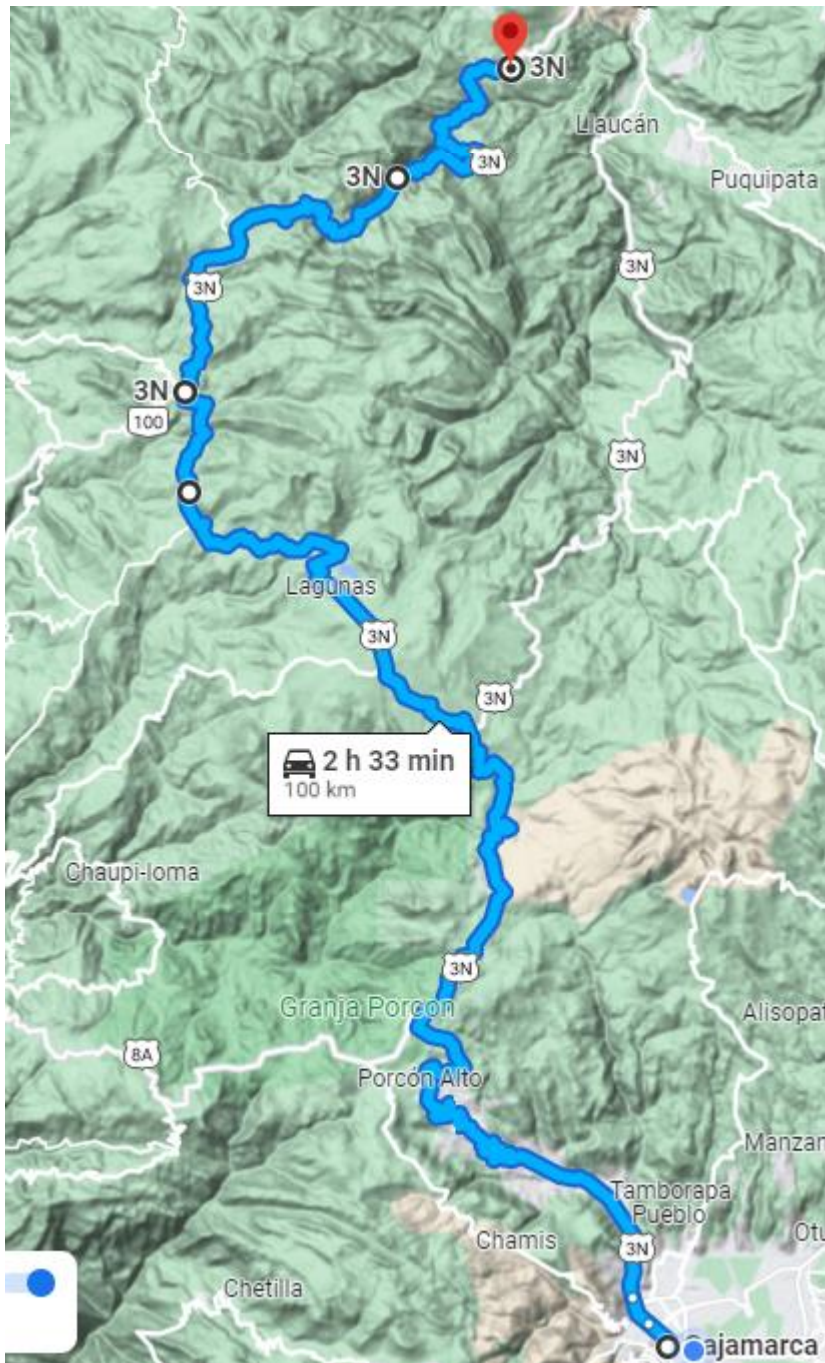 3N
Llaucán
3N
3N
Puquipata
3N
3N
3N
100
3N
Lagunas
3N
3N
2 h 33 min
100 km
Chaupi-loma
3N
Granja Porcón
Alisopat
8A
Porcón Alto
Manzan
Tamborapa
Pueblo
Otu
Chamis
3N
Chetilla
Cajamarca